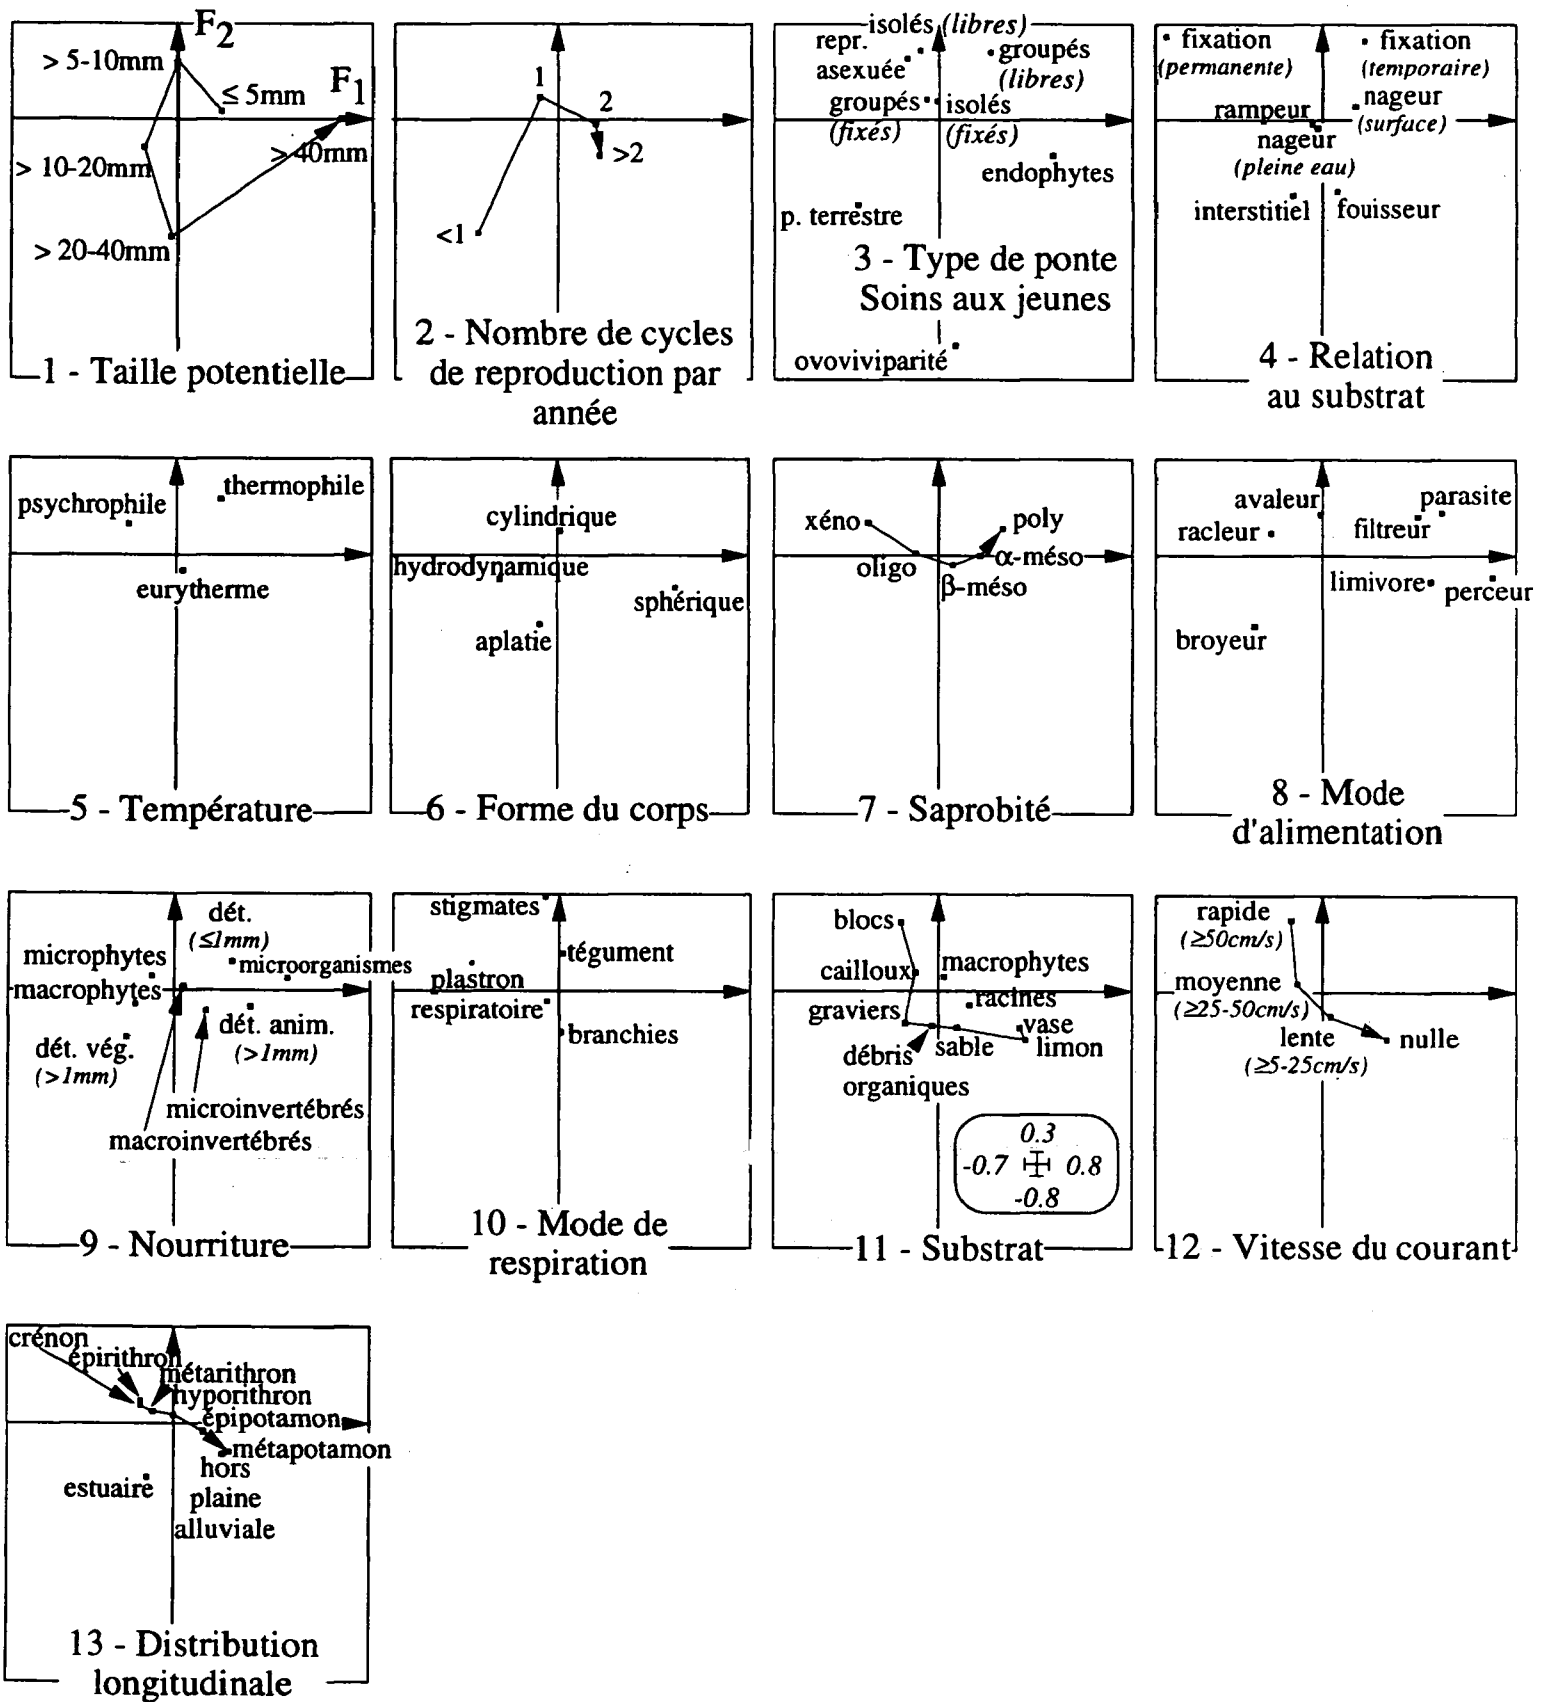 F2
> 5-10mm
≤ 5mm
F1
> 40mm
> 10-20mm
> 20-40mm
1 - Taille potentielle
1
2
>2
<1
2 - Nombre de cycles
de reproduction par
année
isolés (libres)
repr.
asexuée
groupés
(libres)
groupés
(fixés)
isolés
(fixés)
endophytes
p. terrestre
3 - Type de ponte
Soins aux jeunes
ovoviviparité
fixation
(permanente)
fixation
(temporaire)
rampeur
nageur
(surface)
nageur
(pleine eau)
interstitiel
fouisseur
4 - Relation
au substrat
psychrophile
thermophile
eurytherme
5 - Température
cylindrique
hydrodynamique
sphérique
aplatie
6 - Forme du corps
xéno
poly
oligo
α-méso
β-méso
7 - Saprobité
avaleur
parasite
racleur
filtreur
limivore
perceur
broyeur
8 - Mode
d'alimentation
dét.
(≤1mm)
microphytes
microorganismes
macrophytes
dét. anim.
(>1mm)
dét. vég.
(>1mm)
microinvertébrés
macroinvertébrés
9 - Nourriture
stigmates
tégument
plastron
respiratoire
branchies
10 - Mode de
respiration
blocs
cailloux
macrophytes
racines
graviers
vase
débris
organiques
sable
limon
0.3
-0.7 0.8
-0.8
11 - Substrat
rapide
(≥50cm/s)
moyenne
(≥25-50cm/s)
lente
(≥5-25cm/s)
nulle
12 - Vitesse du courant
crénon
épirithron
métarithron
hyporithron
épipotamon
métapotamon
hors
plaine
alluviale
estuaire
13 - Distribution
longitudinale